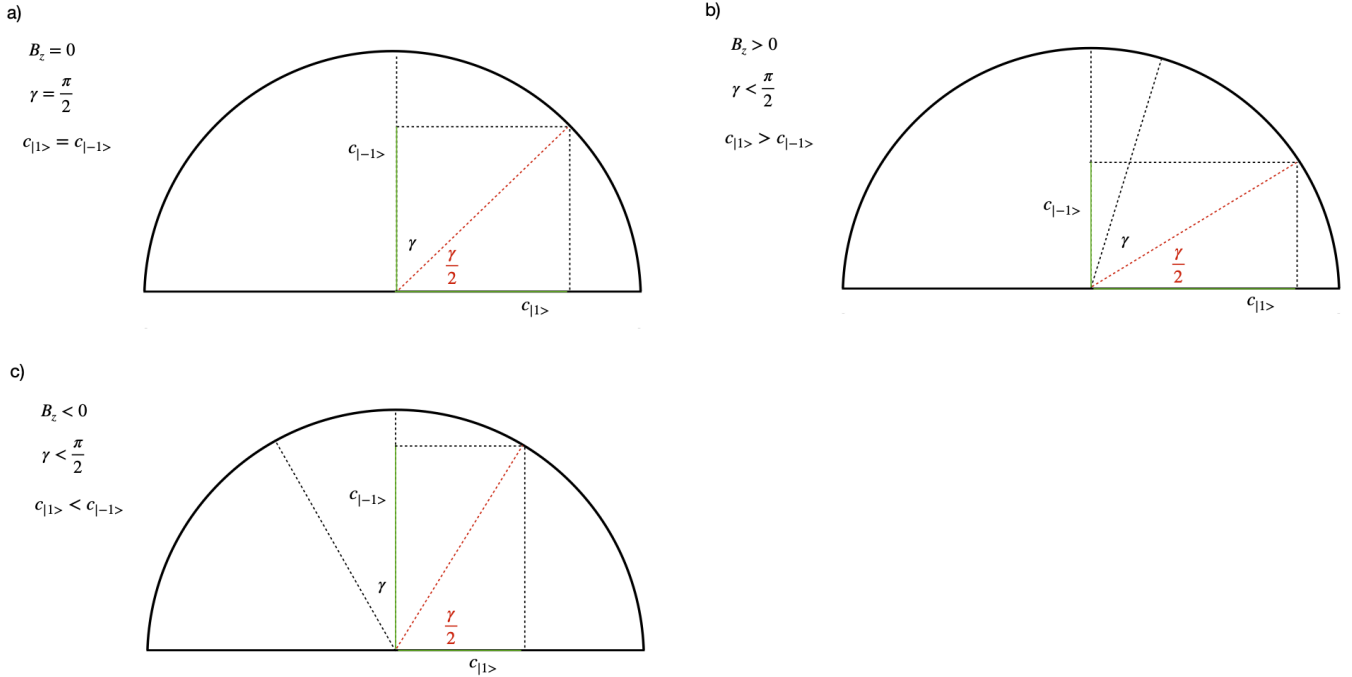 a)
B_z = 0
γ = π/2
c_|1> = c_|−1>
c_|−1>
γ
γ/2
c_|1>
b)
B_z > 0
γ < π/2
c_|1> > c_|−1>
c_|−1>
γ
γ/2
c_|1>
c)
B_z < 0
γ < π/2
c_|1> < c_|−1>
c_|−1>
γ
γ/2
c_|1>